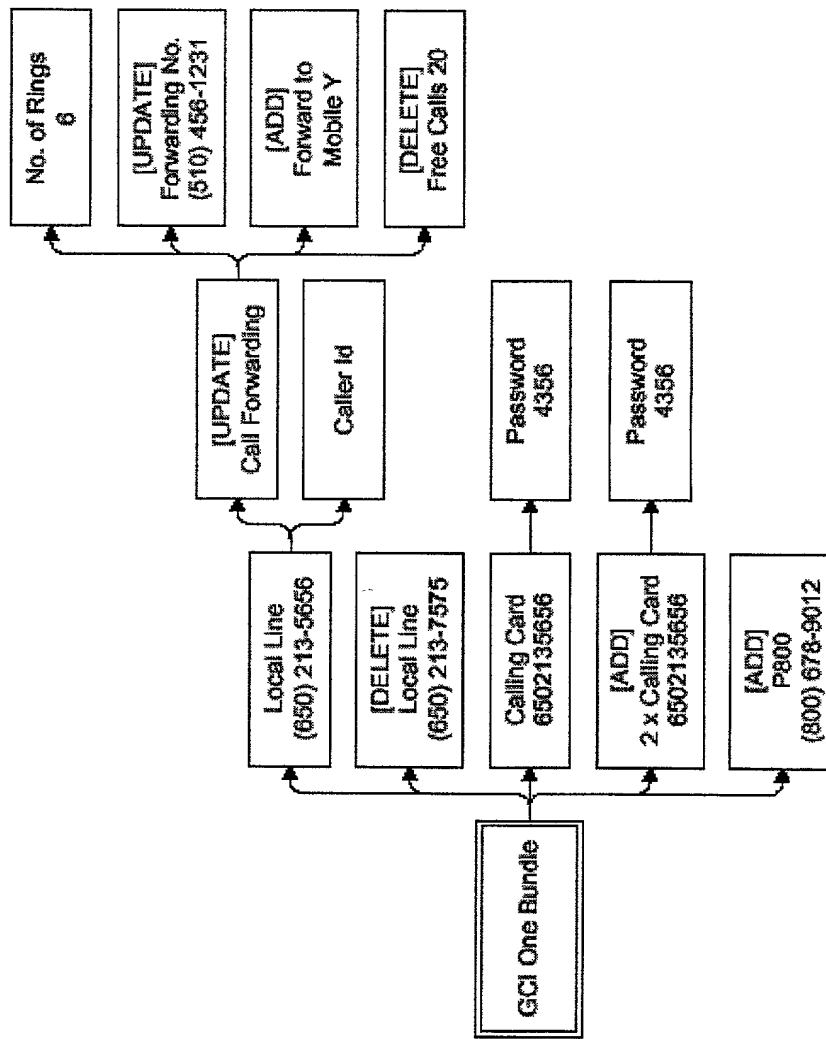 GCI One Bundle
Local Line
(650) 213-5656
[DELETE]
Local Line
(650) 213-7575
Calling Card
6502135656
[ADD]
2 x Calling Card
6502135656
[ADD]
P800
(800) 678-9012
[UPDATE]
Call Forwarding
Caller Id
Password
4356
Password
4356
No. of Rings
6
[UPDATE]
Forwarding No.
(510) 456-1231
[ADD]
Forward to
Mobile Y
[DELETE]
Free Calls 20